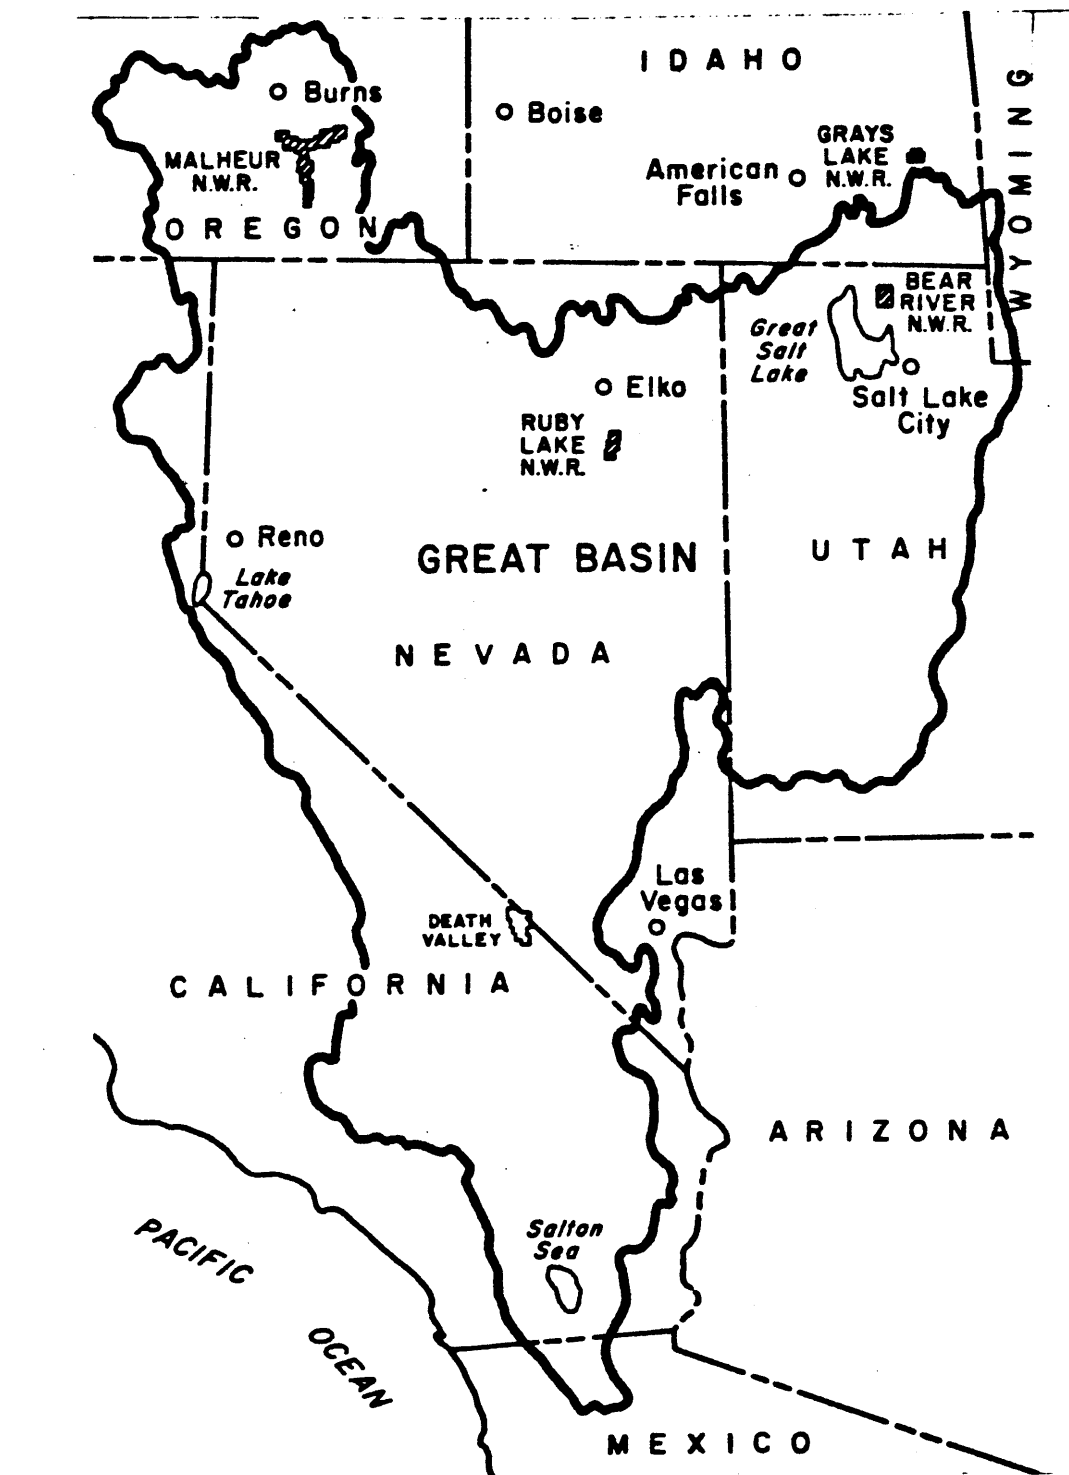 IDAHO
WYOMING
Burns
Boise
GRAYS
LAKE
N.W.R.
MALHEUR
N.W.R.
American
Falls
OREGON
BEAR
RIVER
N.W.R.
Great
Salt
Lake
Elko
Salt Lake
City
RUBY
LAKE
N.W.R.
Reno
GREAT BASIN
UTAH
Lake
Tahoe
NEVADA
Las
Vegas
DEATH
VALLEY
CALIFORNIA
ARIZONA
Salton
Sea
PACIFIC
OCEAN
MEXICO